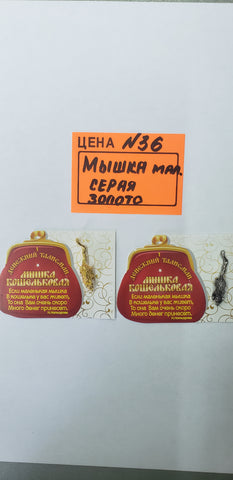 ЦЕНА N36
МЫШКА МАЛ.
СЕРАЯ
ЗОЛОТО
Донской талисман
МЫШКА
КОШЕЛЬКОВАЯ
Если маленькая мышка
В кошельке у вас живет,
То она Вам очень скоро
Много денег принесет.
Донской талисман
МЫШКА
КОШЕЛЬКОВАЯ
Если маленькая мышка
В кошельке у вас живет,
То она Вам очень скоро
Много денег принесет.